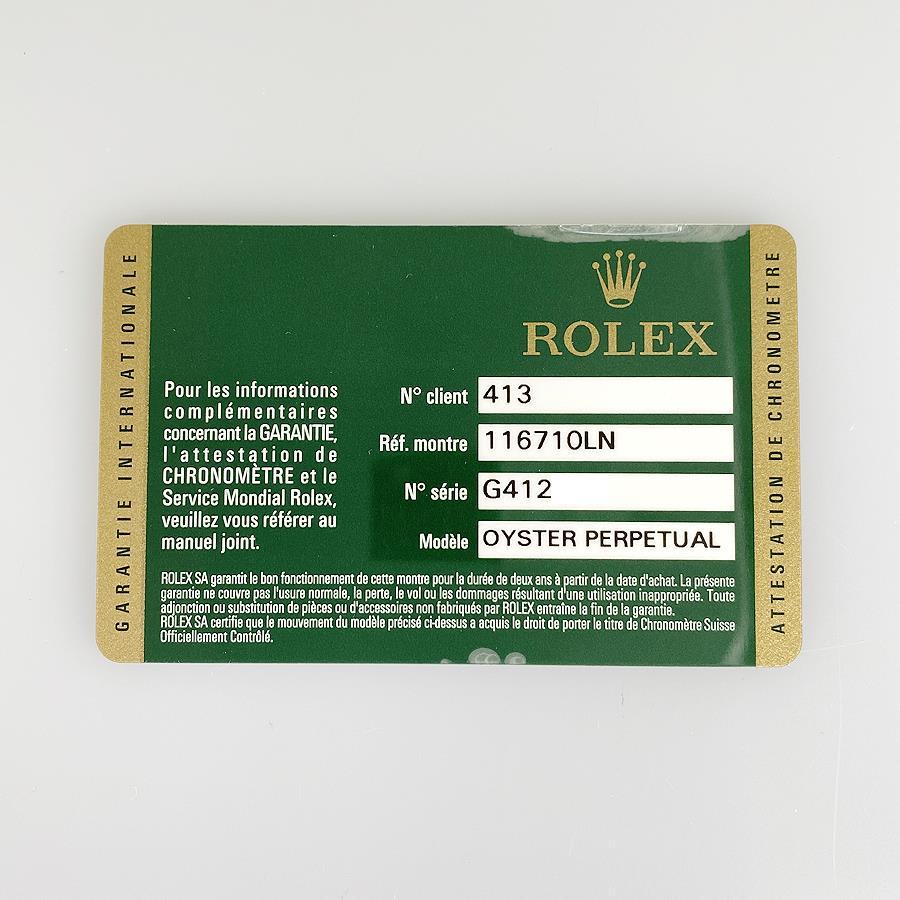 GARANTIE INTERNATIONALE
ROLEX
Pour les informations
complémentaires
concernant la GARANTIE,
l'attestation de
CHRONOMÈTRE et le
Service Mondial Rolex,
veuillez vous référer au
manuel joint.
N° client 413
Réf. montre 116710LN
N° série G412
Modèle OYSTER PERPETUAL
ROLEX SA garantit le bon fonctionnement de cette montre pour la durée de deux ans à partir de la date d'achat. La présente
garantie ne couvre pas l'usure normale, la perte, le vol ou les dommages résultant d'une utilisation inappropriée. Toute
adjonction ou substitution de pièces ou d'accessoires non fabriqués par ROLEX entraîne la fin de la garantie.
ROLEX SA certifie que le mouvement du modèle précisé ci-dessus a acquis le droit de porter le titre de Chronomètre Suisse
Officiellement Contrôlé.
ATTESTATION DE CHRONOMETRE